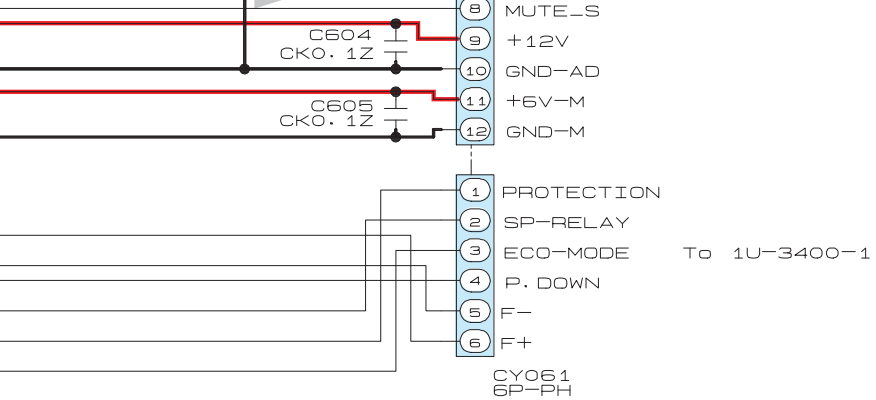 8 MUTE_S
C604
CK0.1Z
9 +12V
10 GND-AD
11 +6V-M
C605
CK0.1Z
12 GND-M
1 PROTECTION
2 SP-RELAY
3 ECO-MODE To 1U-3400-1
4 P.DOWN
5 F-
6 F+
CY061
6P-PH